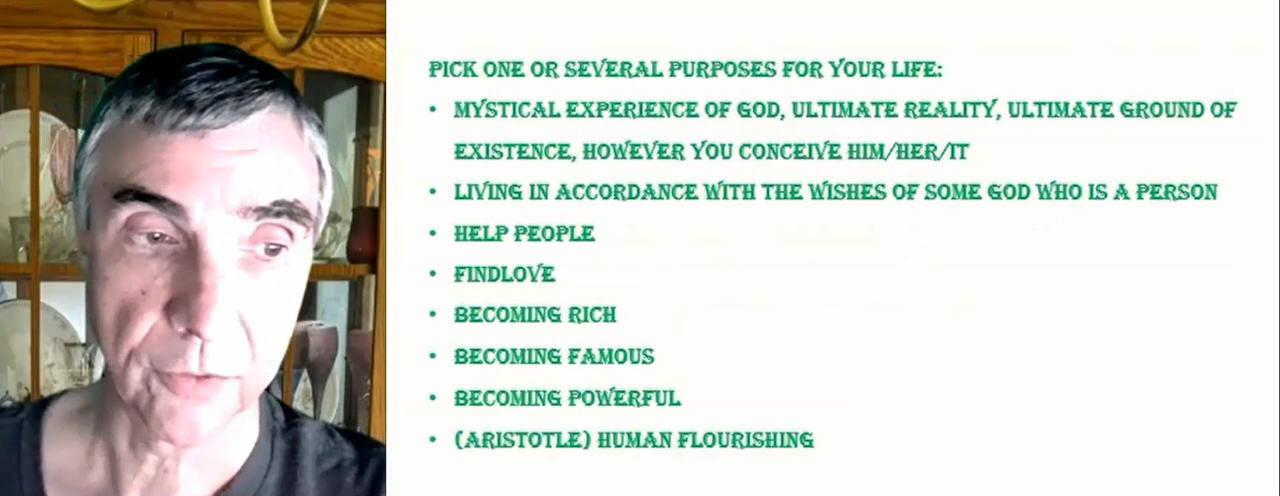 PICK ONE OR SEVERAL PURPOSES FOR YOUR LIFE:
• MYSTICAL EXPERIENCE OF GOD, ULTIMATE REALITY, ULTIMATE GROUND OF
EXISTENCE, HOWEVER YOU CONCEIVE HIM/HER/IT
• LIVING IN ACCORDANCE WITH THE WISHES OF SOME GOD WHO IS A PERSON
• HELP PEOPLE
• FINDLOVE
• BECOMING RICH
• BECOMING FAMOUS
• BECOMING POWERFUL
• (ARISTOTLE) HUMAN FLOURISHING